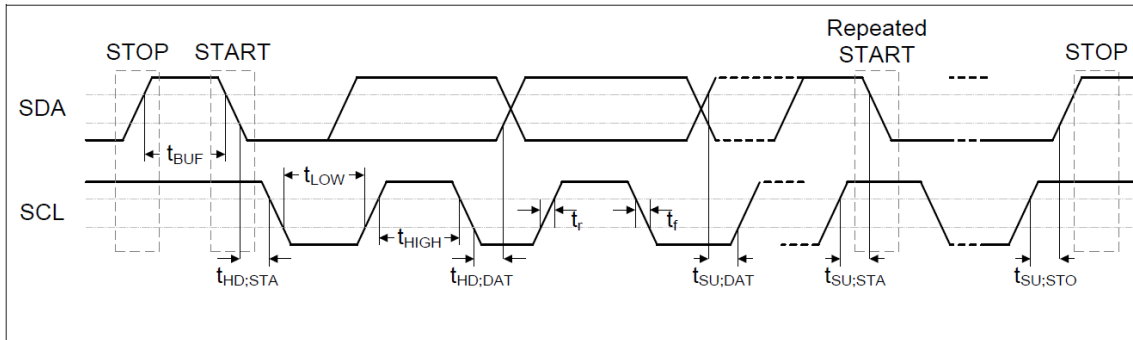 Repeated
STOP START START STOP
SDA
tBUF
tLOW
SCL
tr tf
tHIGH
tHD;STA tHD;DAT tSU;DAT tSU;STA tSU;STO